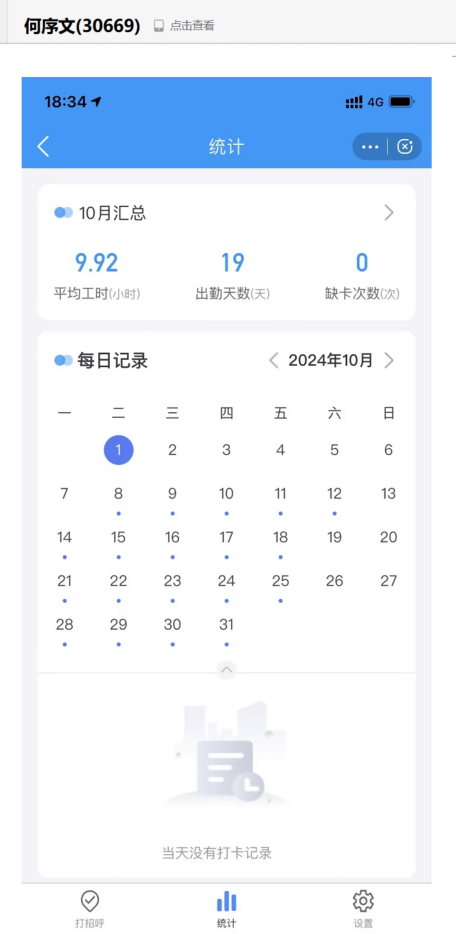 何序文(30669) 点击查看
18:34 4G
统计
10月汇总
9.92 19 0
平均工时(小时) 出勤天数(天) 缺卡次数(次)
每日记录 2024年10月
一 二 三 四 五 六 日
1 2 3 4 5 6
7 8 9 10 11 12 13
14 15 16 17 18 19 20
21 22 23 24 25 26 27
28 29 30 31
当天没有打卡记录
打招呼 统计 设置